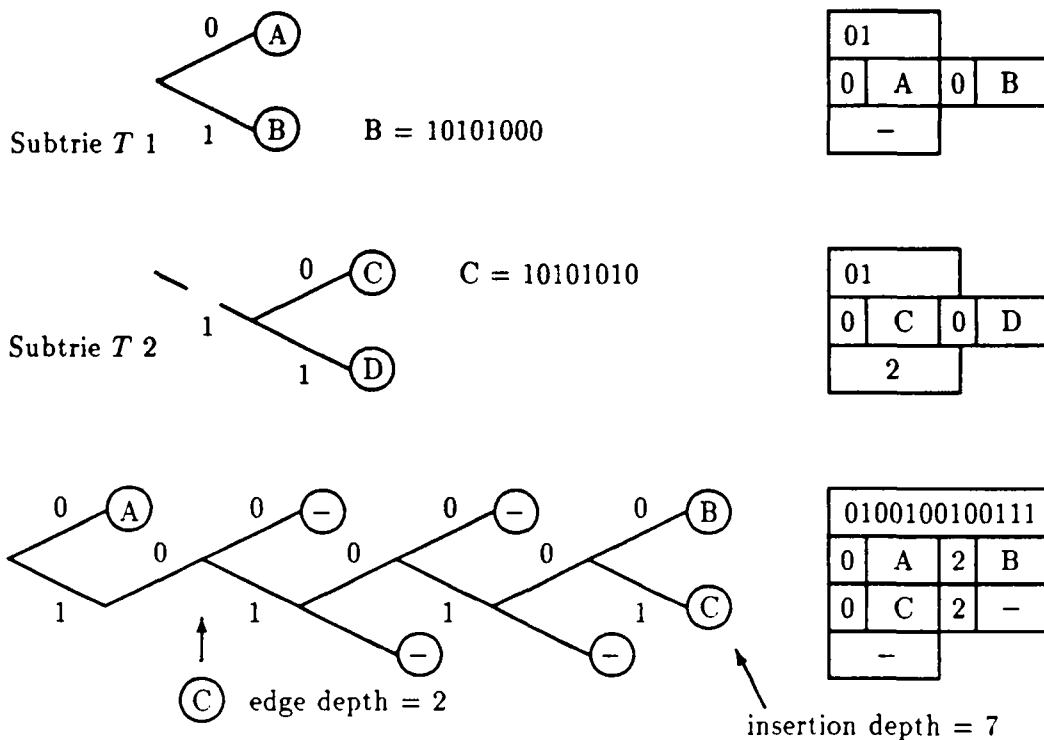 0 A
01
0 A 0 B
–
1 B
B = 10101000
Subtrie T 1
0 C
C = 10101010
01
0 C 0 D
2
1
Subtrie T 2
1 D
0 A 0 – 0 – 0 B
0 0 0
1 1 1 1 C
– –
C edge depth = 2
insertion depth = 7
0100100100111
0 A 2 B
0 C 2 –
–